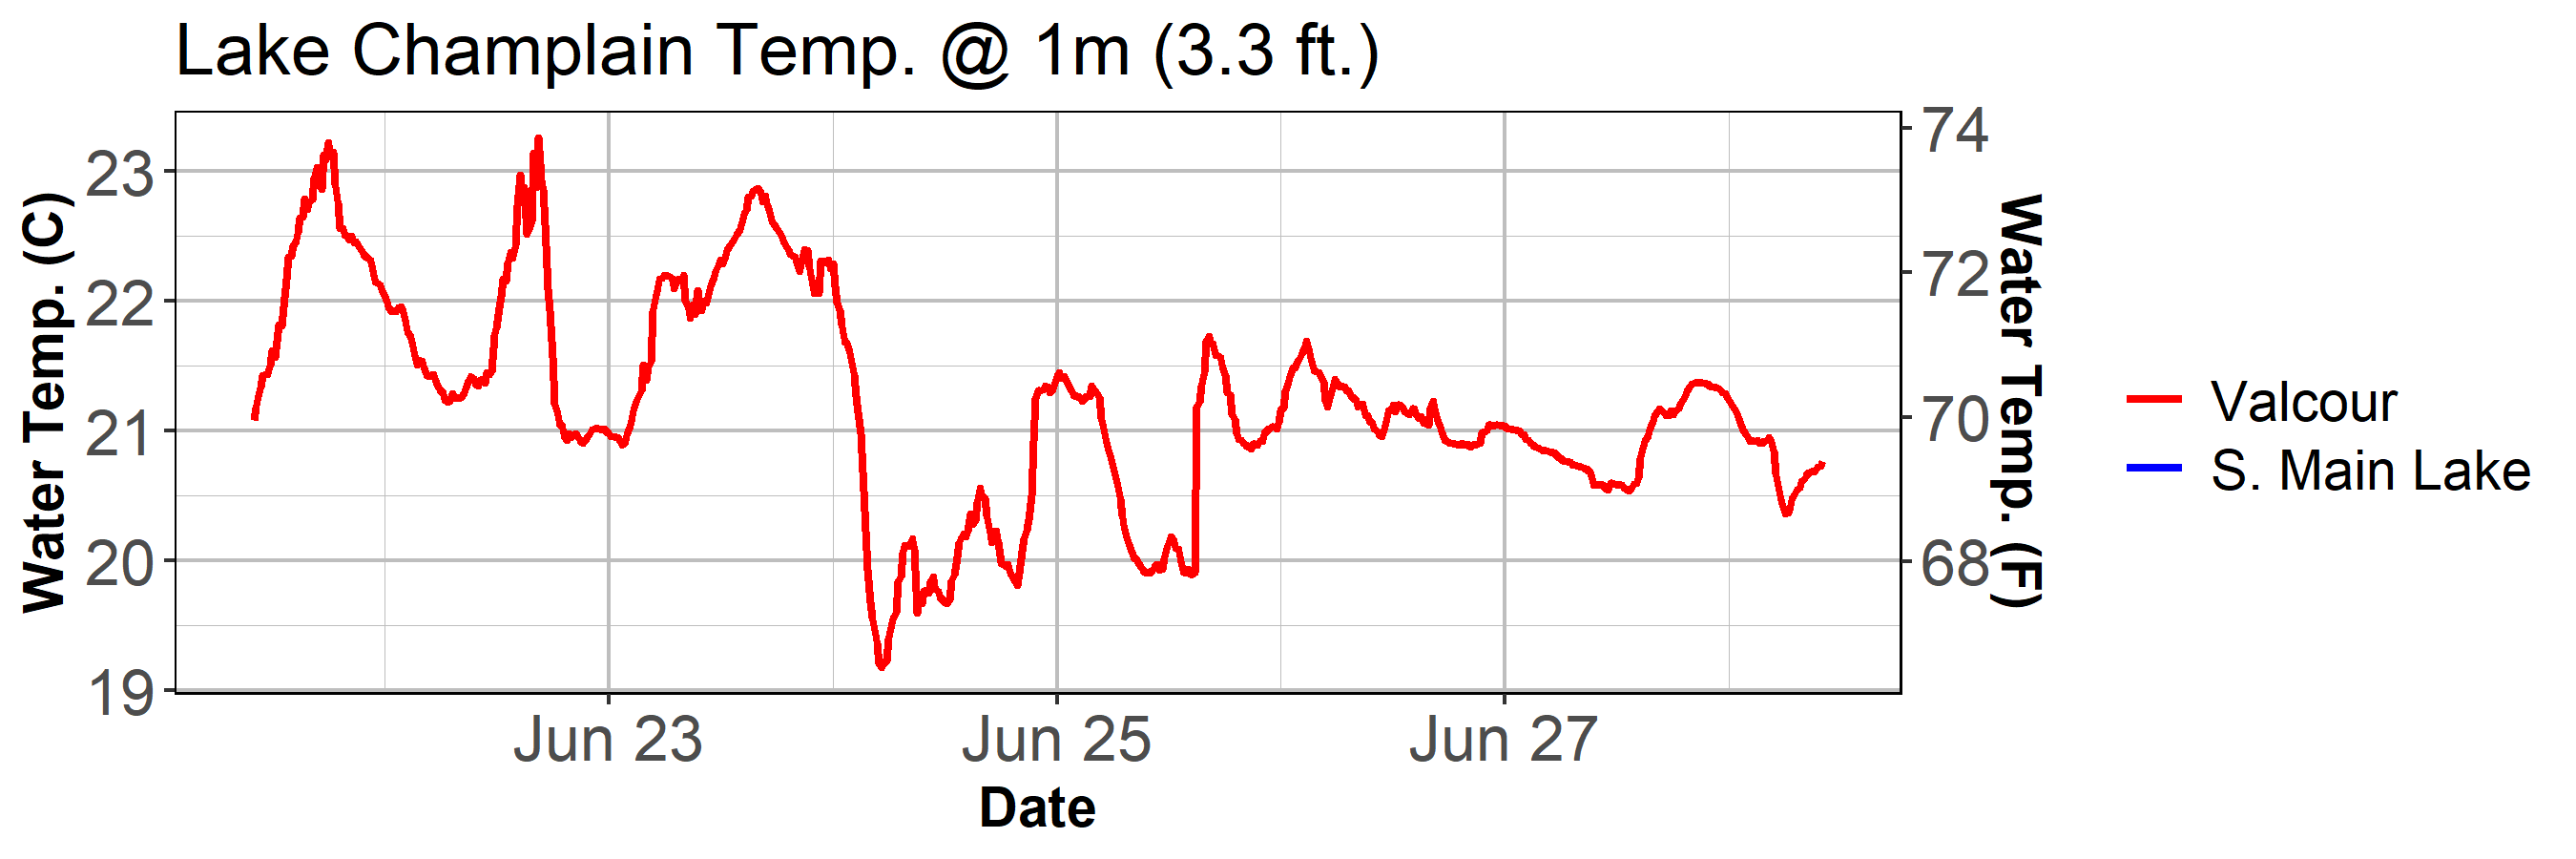 Lake Champlain Temp. @ 1m (3.3 ft.)
Water Temp. (C)
23
22
21
20
19
74
72
70
68
Water Temp. (F)
Jun 23
Jun 25
Jun 27
Date
Valcour
S. Main Lake